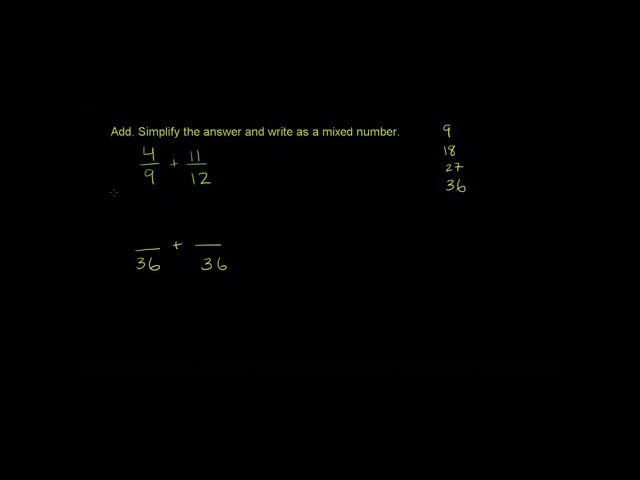 Add. Simplify the answer and write as a mixed number.
4/9 + 11/12
__/36 + __/36
9
18
27
36